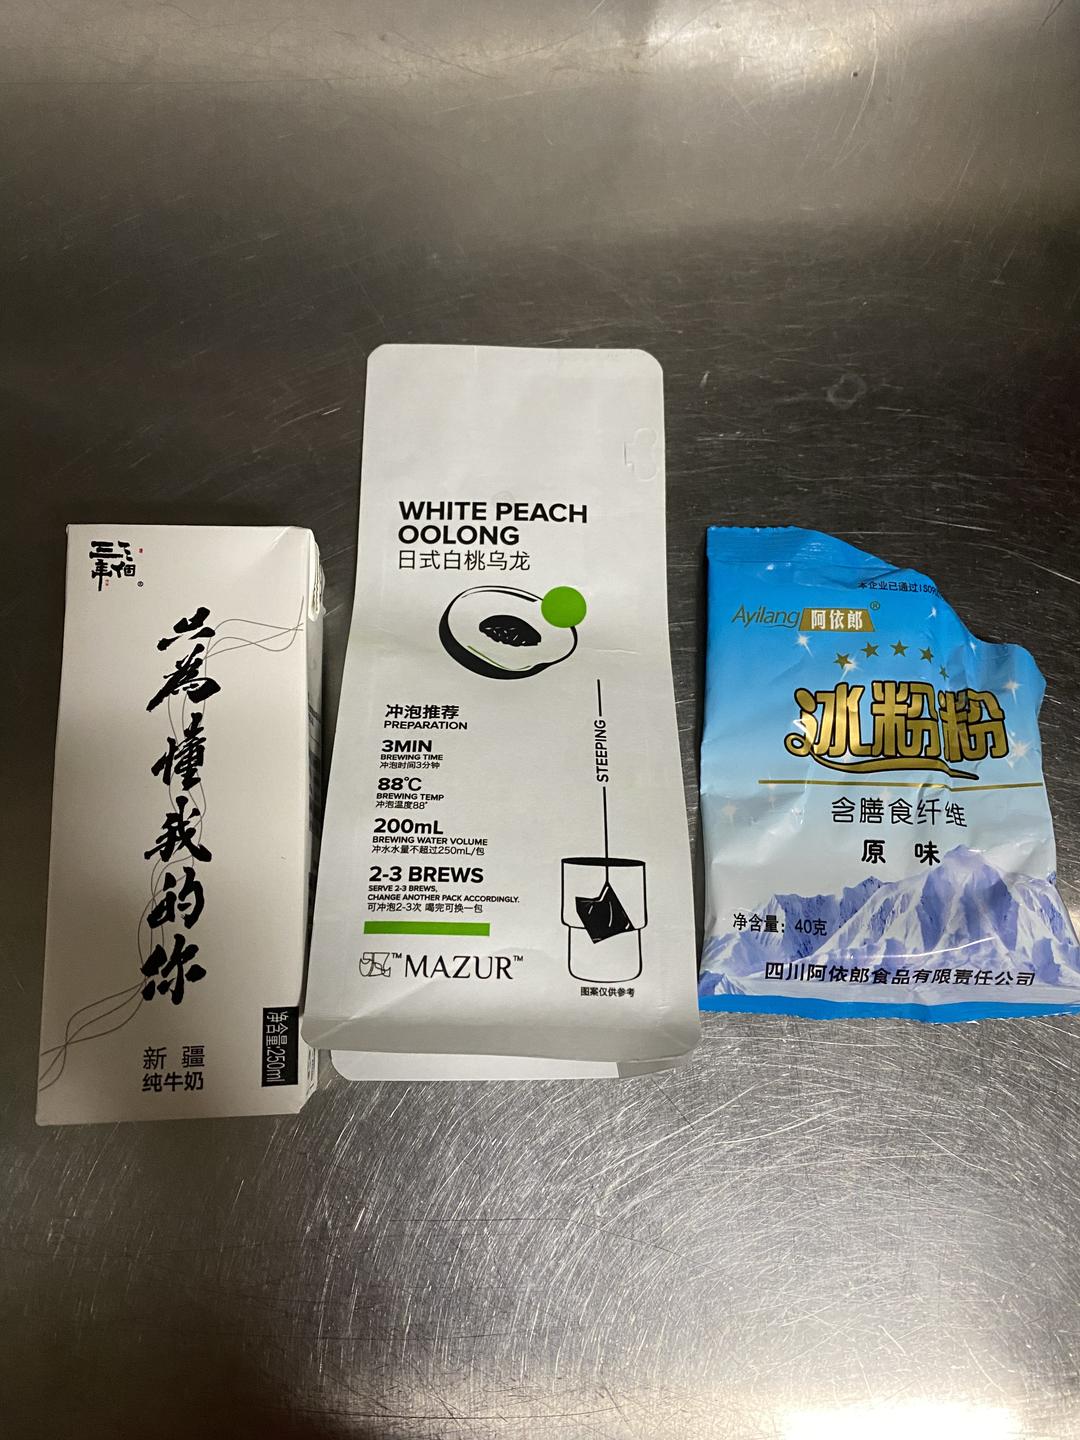 只為懂我的你
新疆
纯牛奶
净含量:250ml
WHITE PEACH
OOLONG
日式白桃乌龙
冲泡推荐
PREPARATION
3MIN
BREWING TIME
冲泡时间3分钟
88℃
BREWING TEMP
冲泡温度88°
200mL
BREWING WATER VOLUME
冲水水量不超过250mL/包
2-3 BREWS
SERVE 2-3 BREWS,
CHANGE ANOTHER PACK ACCORDINGLY.
可冲泡2-3次 喝完可换一包
STEEPING
™ MAZUR™
图案仅供参考
本企业已通过ISO9
Ayilang 阿依郎®
冰粉粉
含膳食纤维
原味
净含量：40克
四川阿依郎食品有限责任公司